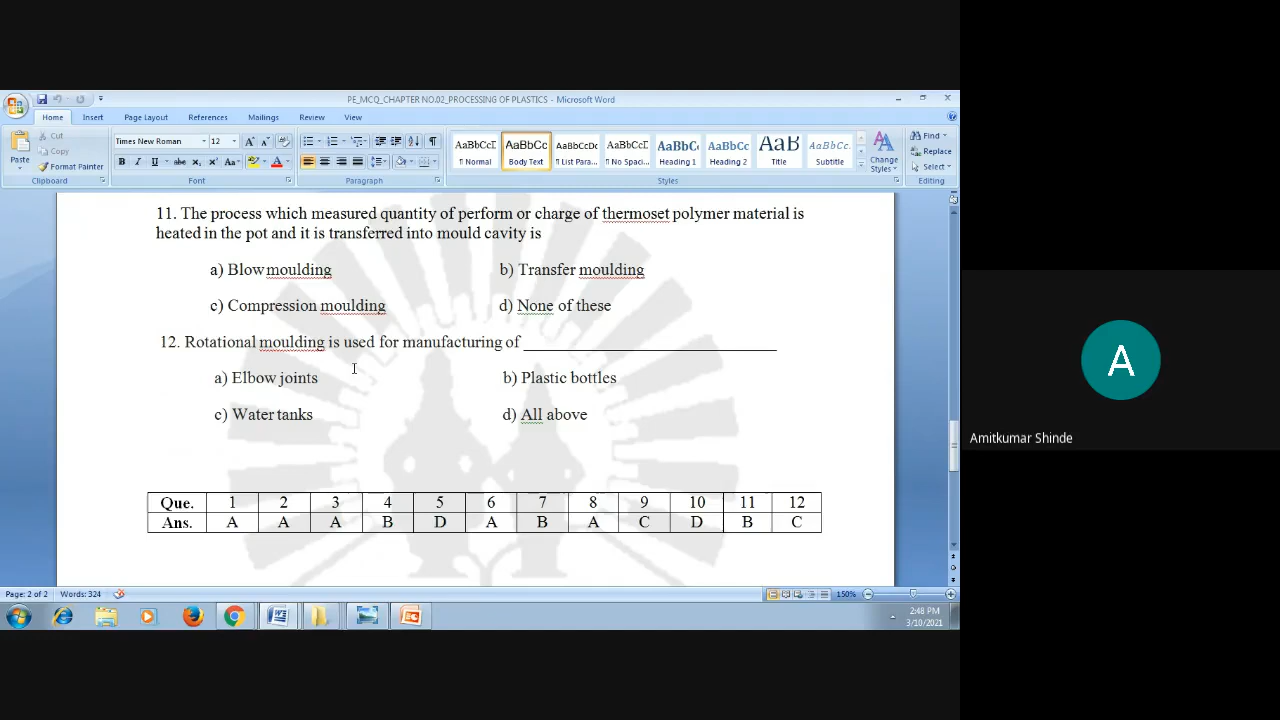 PE_MCQ_CHAPTER NO.02_PROCESSING OF PLASTICS - Microsoft Word
Home Insert Page Layout References Mailings Review View
Paste
Cut
Copy
Format Painter
Clipboard
Times New Roman 12
Font
Paragraph
AaBbCcI AaBbCcI AaBbCcDc AaBbCcI AaBbC AaBbCc AaB AaBbCc.
¶ Normal Body Text ¶ List Para... ¶ No Spaci... Heading 1 Heading 2 Title Subtitle
Change Styles
Styles
Find
Replace
Select
Editing
11. The process which measured quantity of perform or charge of thermoset polymer material is
heated in the pot and it is transferred into mould cavity is
a) Blow moulding b) Transfer moulding
c) Compression moulding d) None of these
12. Rotational moulding is used for manufacturing of ______________________________
a) Elbow joints b) Plastic bottles
c) Water tanks d) All above
Que. 1 2 3 4 5 6 7 8 9 10 11 12
Ans. A A A B D A B A C D B C
Page: 2 of 2 Words: 324 150%
2:48 PM
3/10/2021
A
Amitkumar Shinde